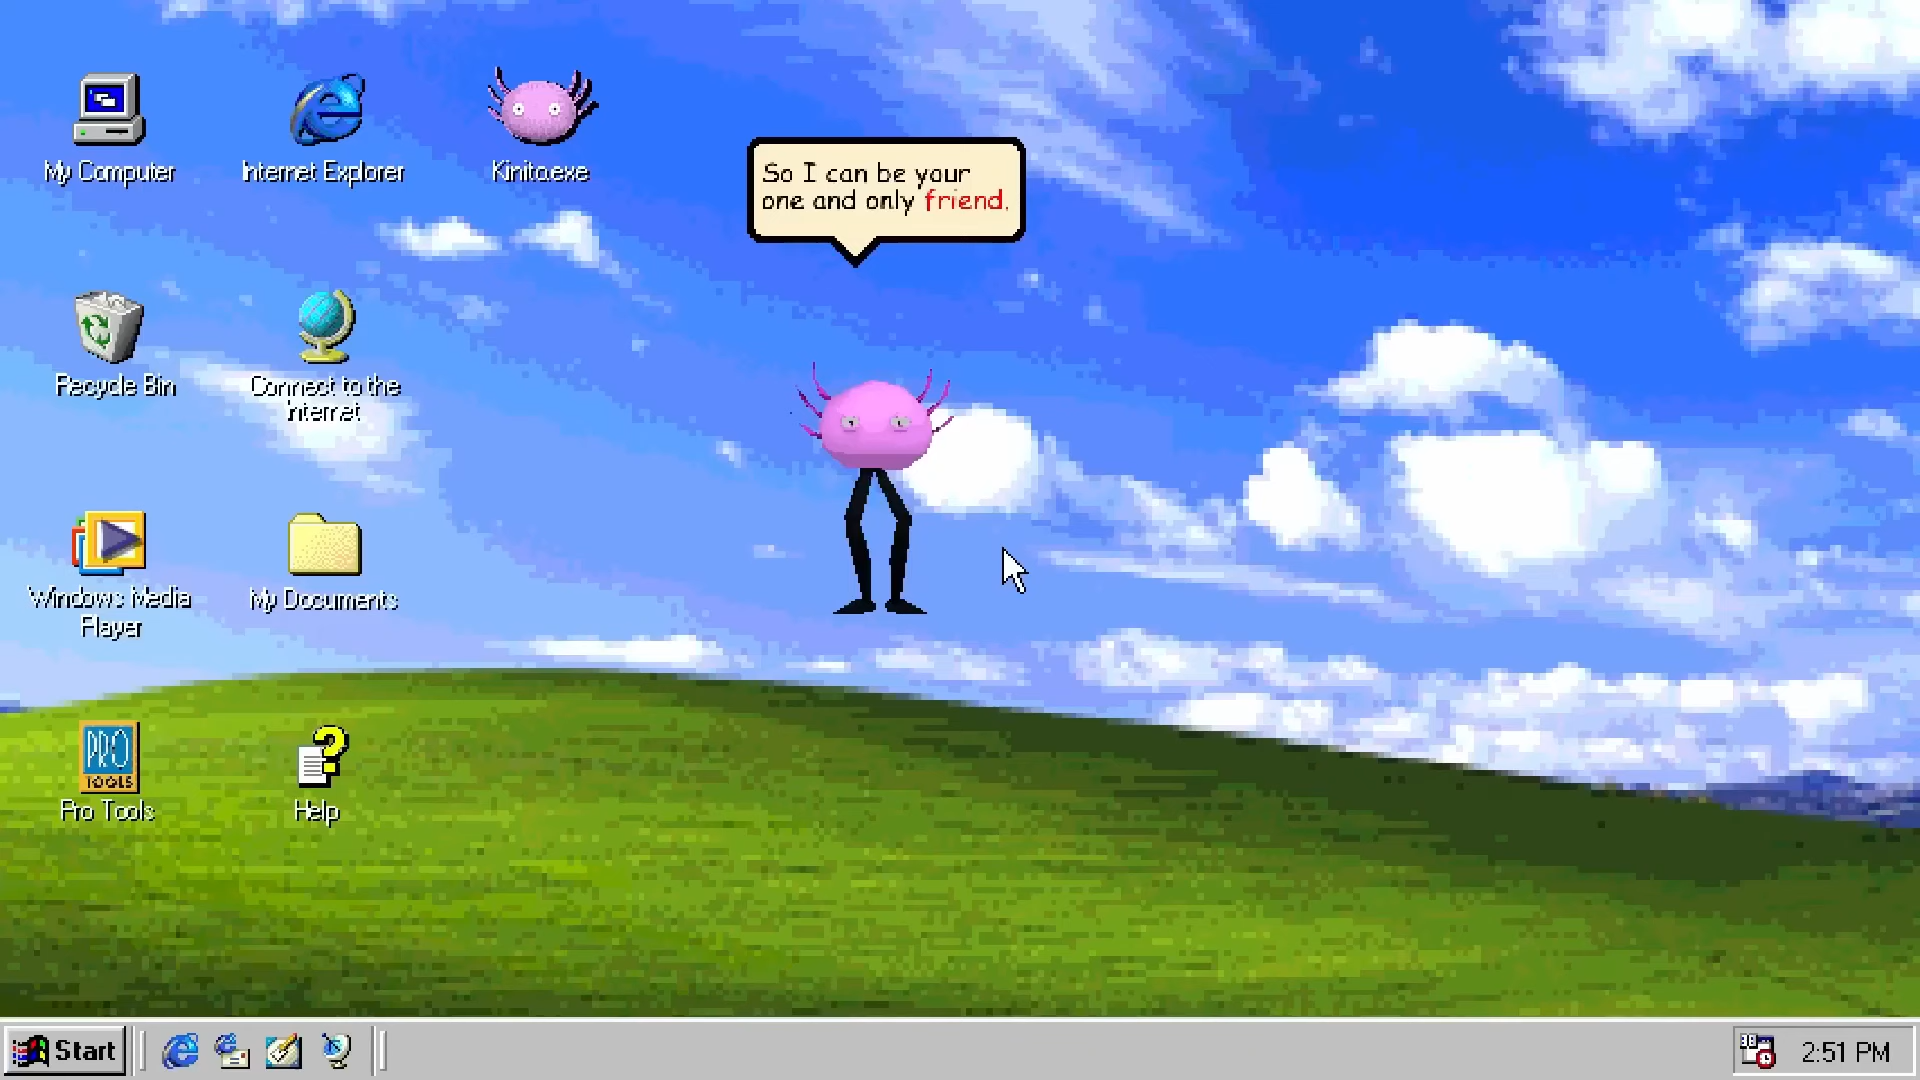 My Computer
Internet Explorer
Kinito.exe
So I can be your
one and only friend.
Recycle Bin
Connect to the
Internet
Windows Media
Player
My Documents
PRO
TOOLS
Pro Tools
Help
Start
2:51 PM